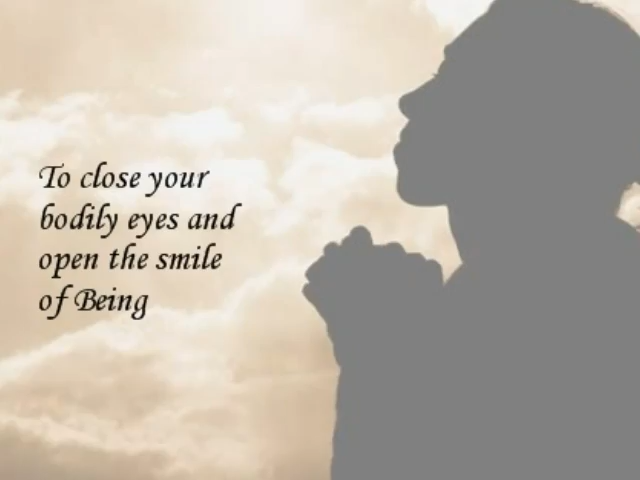 To close your
bodily eyes and
open the smile
of Being